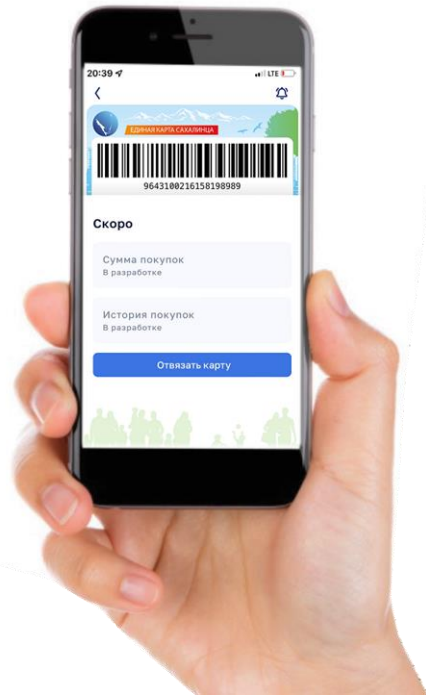 20:39
LTE
ЕДИНАЯ КАРТА САХАЛИНЦА
9643100216158198989
Скоро
Сумма покупок
В разработке
История покупок
В разработке
Отвязать карту